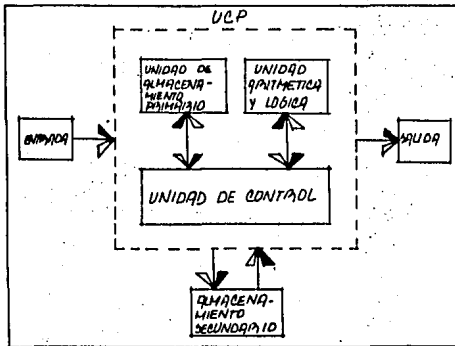 UCP
UNIDAD DE
ALMACENA-
MIENTO
PRIMARIO
UNIDAD
ARITMETICA
Y LOGICA
ENTRADA
SALIDA
UNIDAD DE CONTROL
ALMACENA-
MIENTO
SECUNDARIO